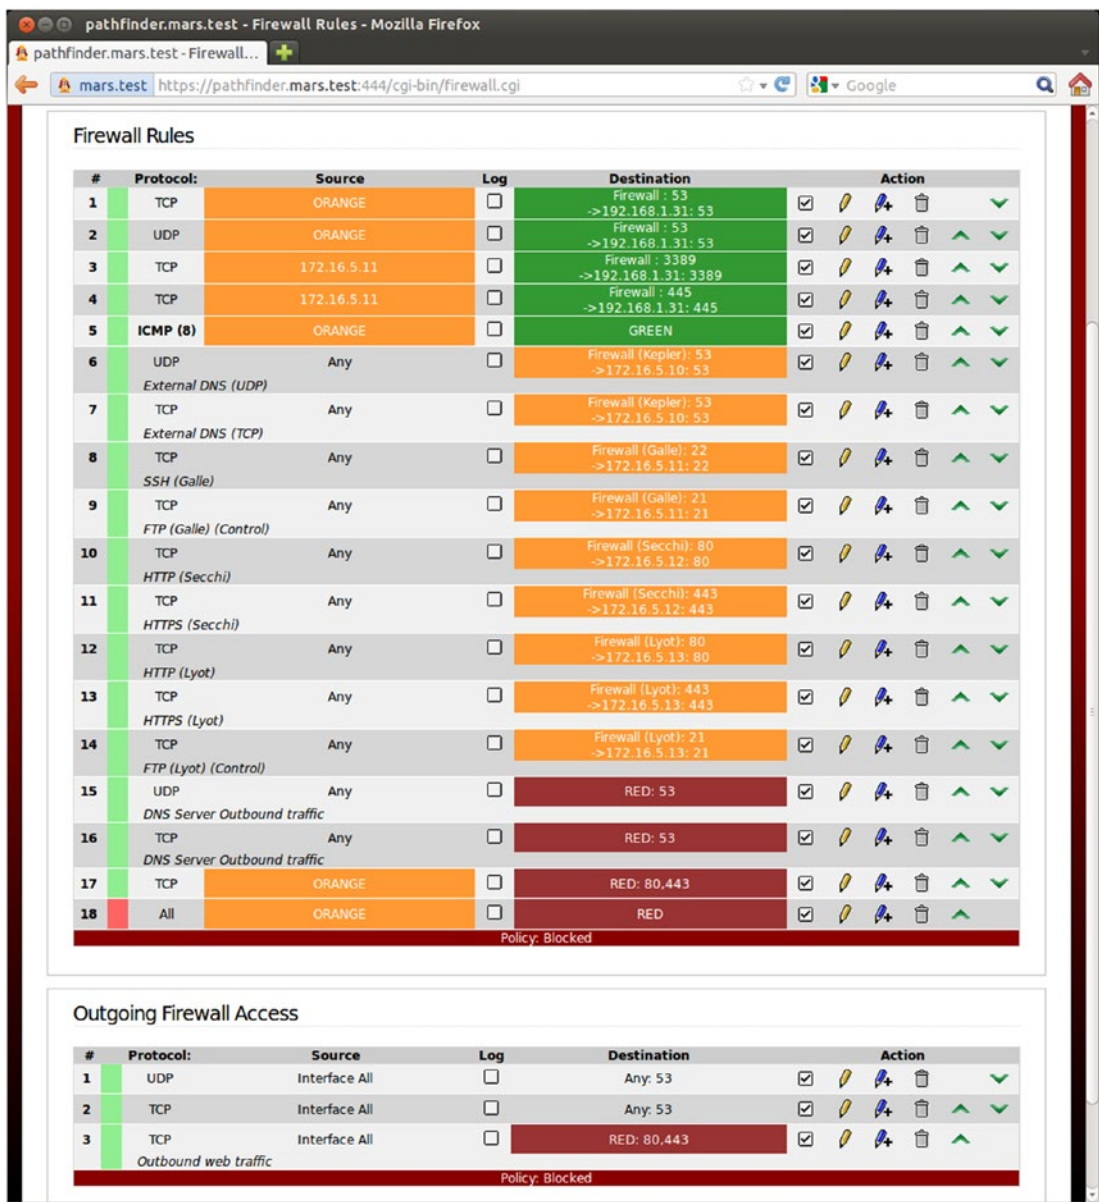 pathfinder.mars.test - Firewall Rules - Mozilla Firefox
pathfinder.mars.test - Firewall...
mars.test https://pathfinder.mars.test:444/cgi-bin/firewall.cgi Google
Firewall Rules
# Protocol: Source Log Destination Action
1 TCP ORANGE Firewall : 53
->192.168.1.31: 53
2 UDP ORANGE Firewall : 53
->192.168.1.31: 53
3 TCP 172.16.5.11 Firewall : 3389
->192.168.1.31: 3389
4 TCP 172.16.5.11 Firewall : 445
->192.168.1.31: 445
5 ICMP (8) ORANGE GREEN
6 UDP Any Firewall (Kepler): 53
->172.16.5.10: 53
External DNS (UDP)
7 TCP Any Firewall (Kepler): 53
->172.16.5.10: 53
External DNS (TCP)
8 TCP Any Firewall (Galle): 22
->172.16.5.11: 22
SSH (Galle)
9 TCP Any Firewall (Galle): 21
->172.16.5.11: 21
FTP (Galle) (Control)
10 TCP Any Firewall (Secchi): 80
->172.16.5.12: 80
HTTP (Secchi)
11 TCP Any Firewall (Secchi): 443
->172.16.5.12: 443
HTTPS (Secchi)
12 TCP Any Firewall (Lyot): 80
->172.16.5.13: 80
HTTP (Lyot)
13 TCP Any Firewall (Lyot): 443
->172.16.5.13: 443
HTTPS (Lyot)
14 TCP Any Firewall (Lyot): 21
->172.16.5.13: 21
FTP (Lyot) (Control)
15 UDP Any RED: 53
DNS Server Outbound traffic
16 TCP Any RED: 53
DNS Server Outbound traffic
17 TCP ORANGE RED: 80,443
18 All ORANGE RED
Policy: Blocked
Outgoing Firewall Access
# Protocol: Source Log Destination Action
1 UDP Interface All Any: 53
2 TCP Interface All Any: 53
3 TCP Interface All RED: 80,443
Outbound web traffic
Policy: Blocked